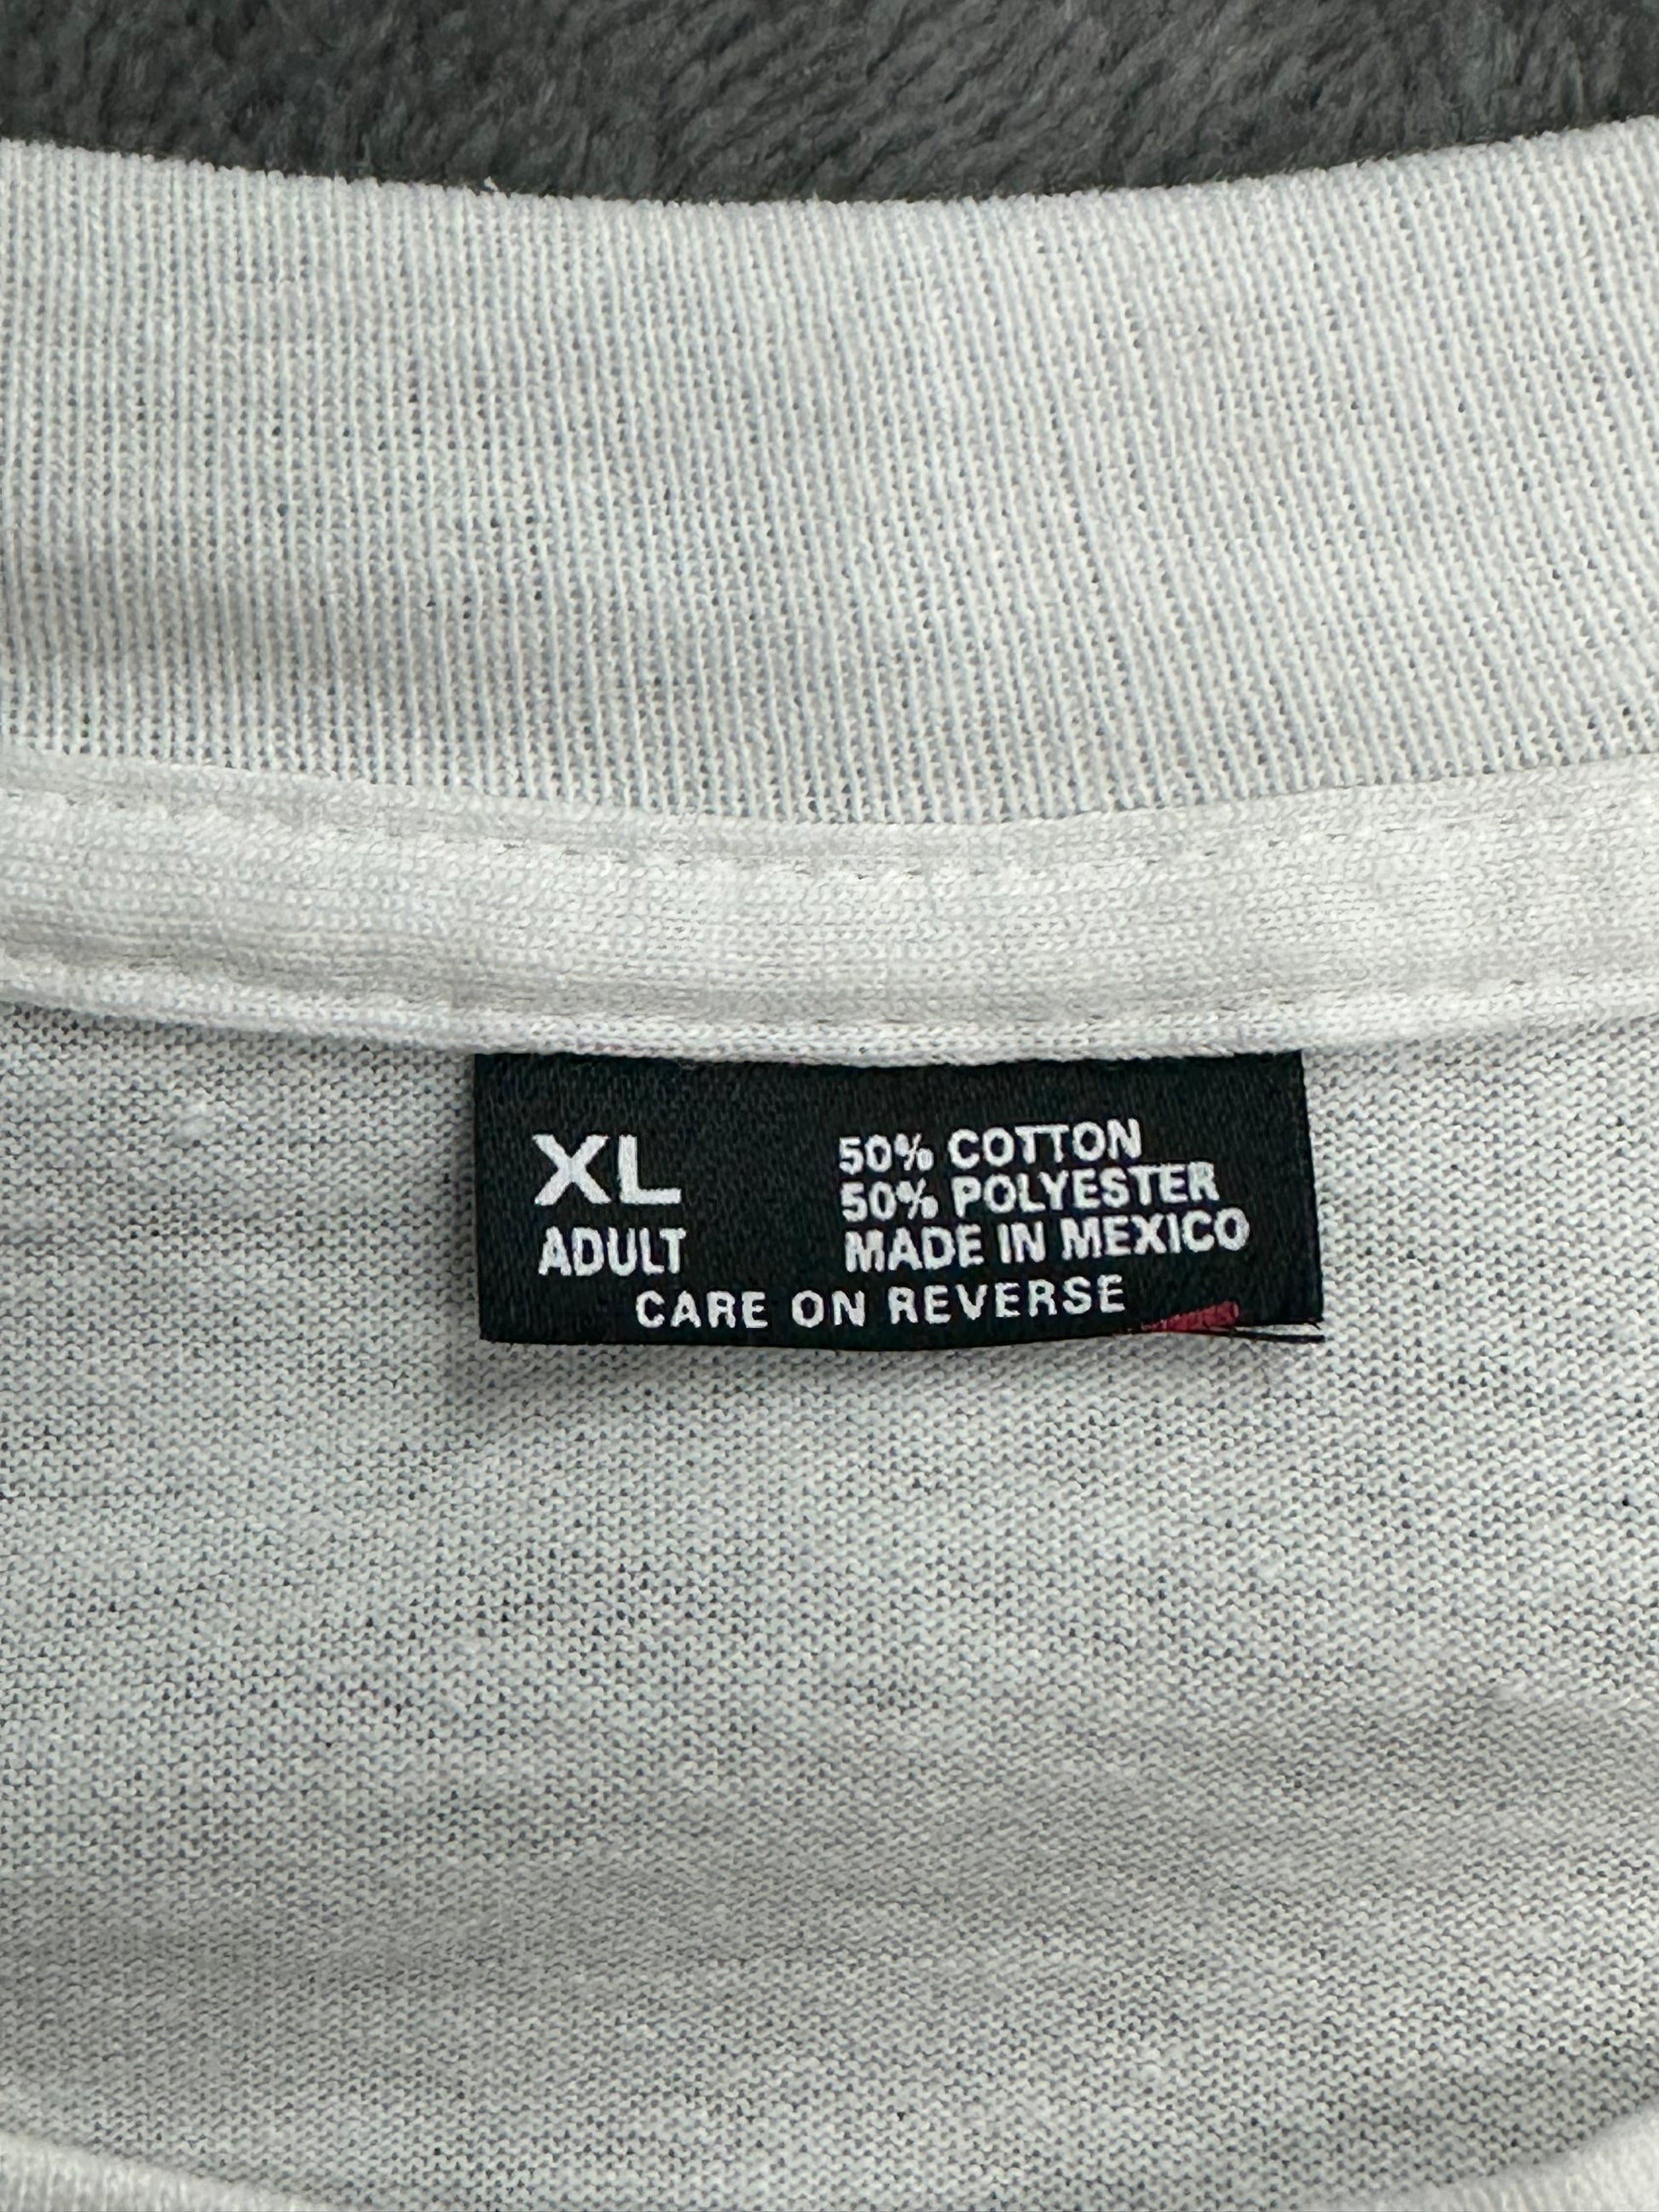 XL
ADULT
50% COTTON
50% POLYESTER
MADE IN MEXICO
CARE ON REVERSE